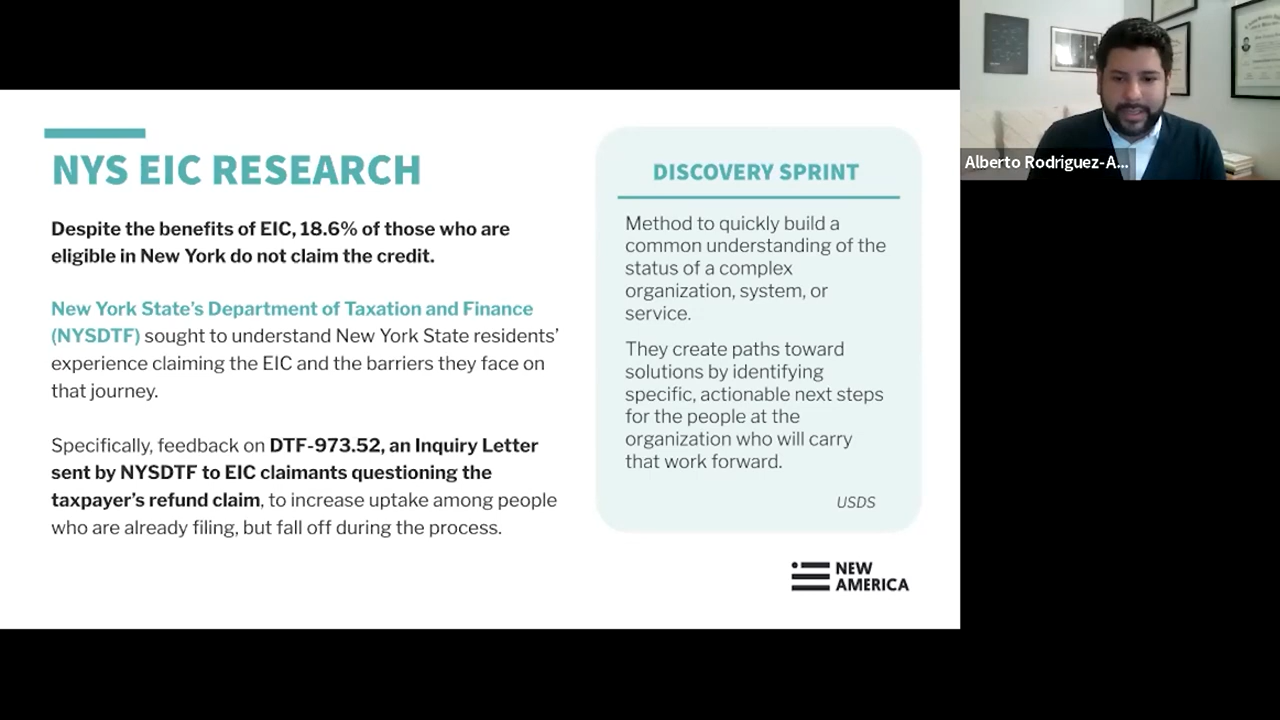 NYS EIC RESEARCH
Despite the benefits of EIC, 18.6% of those who are
eligible in New York do not claim the credit.
New York State’s Department of Taxation and Finance
(NYSDTF) sought to understand New York State residents’
experience claiming the EIC and the barriers they face on
that journey.
Specifically, feedback on DTF-973.52, an Inquiry Letter
sent by NYSDTF to EIC claimants questioning the
taxpayer’s refund claim, to increase uptake among people
who are already filing, but fall off during the process.
DISCOVERY SPRINT
Method to quickly build a
common understanding of the
status of a complex
organization, system, or
service.
They create paths toward
solutions by identifying
specific, actionable next steps
for the people at the
organization who will carry
that work forward.
USDS
NEW
AMERICA
Alberto Rodriguez-A...